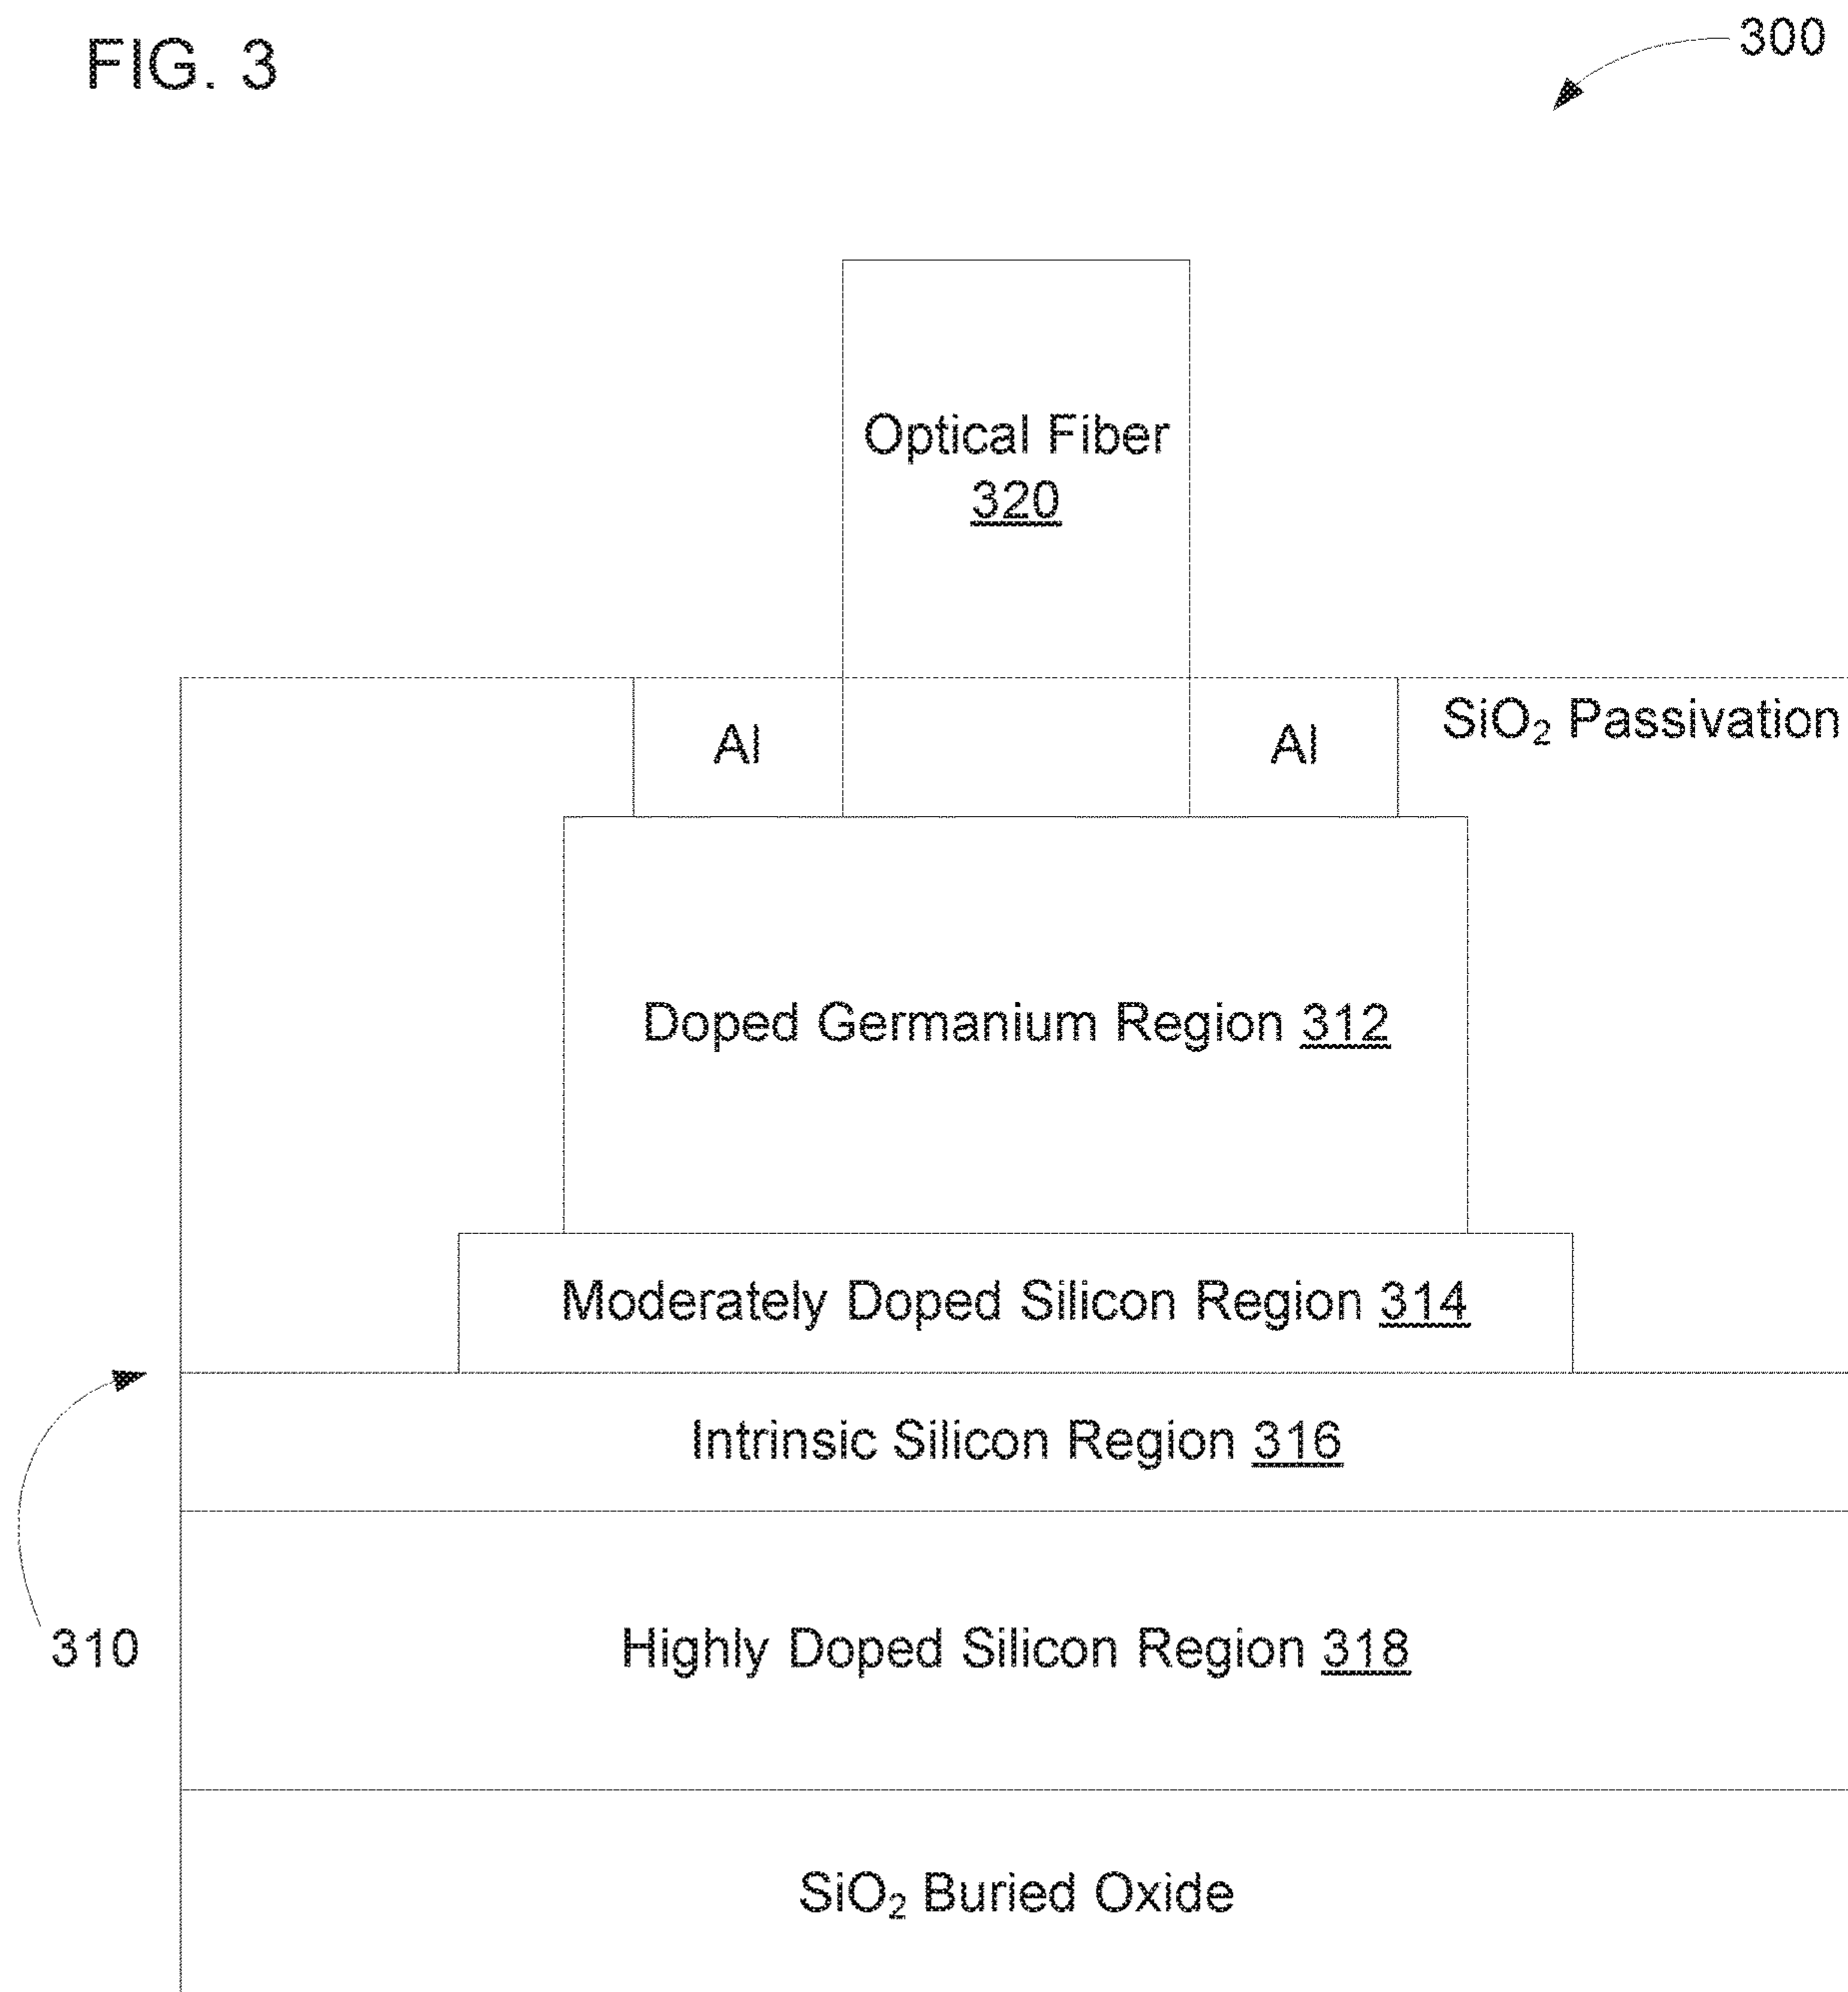 FIG. 3
300
Optical Fiber
320
Al
Al
SiO₂ Passivation
Doped Germanium Region 312
Moderately Doped Silicon Region 314
Intrinsic Silicon Region 316
Highly Doped Silicon Region 318
310
SiO₂ Buried Oxide